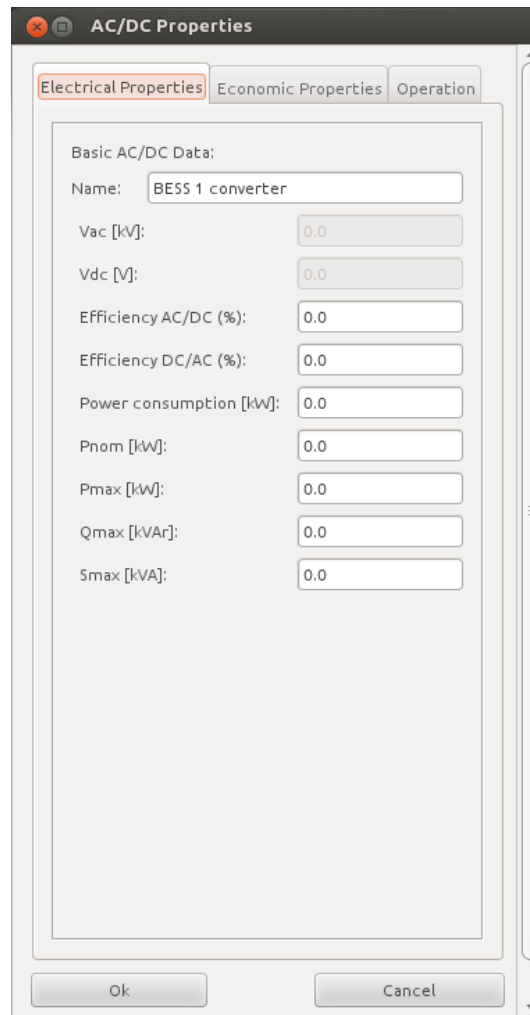 AC/DC Properties
Electrical Properties Economic Properties Operation
Basic AC/DC Data:
Name: BESS 1 converter
Vac [kV]: 0.0
Vdc [V]: 0.0
Efficiency AC/DC (%): 0.0
Efficiency DC/AC (%): 0.0
Power consumption [kW]: 0.0
Pnom [kW]: 0.0
Pmax [kW]: 0.0
Qmax [kVAr]: 0.0
Smax [kVA]: 0.0
Ok Cancel